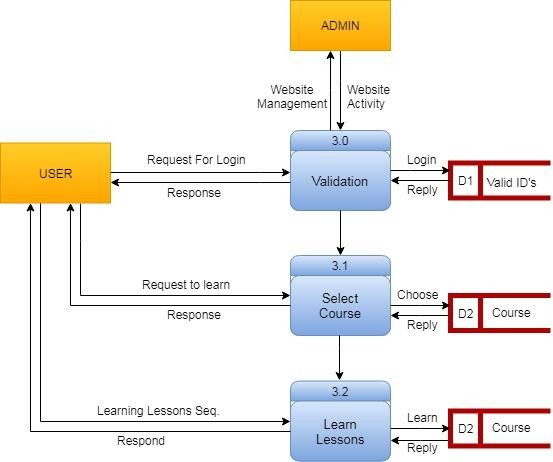 ADMIN
Website
Management
Website
Activity
3.0
Validation
USER
Request For Login
Response
Login
Reply
D1
Valid ID's
3.1
Select
Course
Request to learn
Response
Choose
Reply
D2
Course
3.2
Learn
Lessons
Learning Lessons Seq.
Respond
Learn
Reply
D2
Course